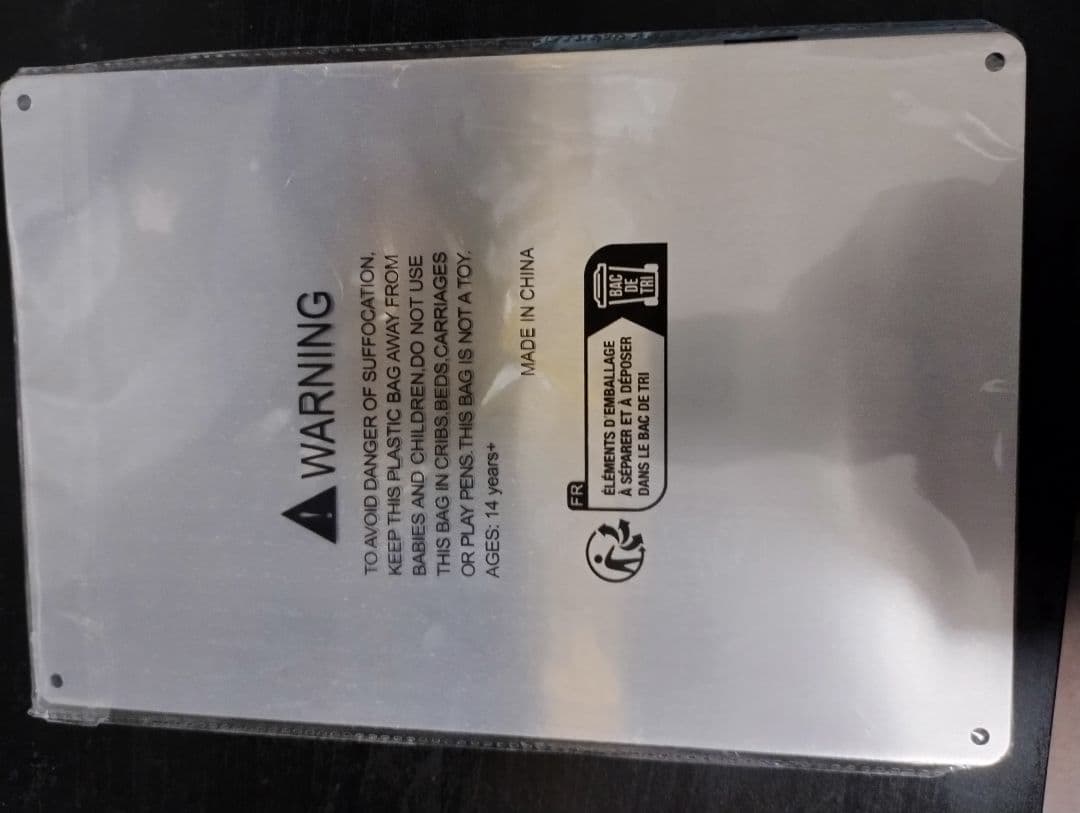 WARNING
TO AVOID DANGER OF SUFFOCATION,
KEEP THIS PLASTIC BAG AWAY FROM
BABIES AND CHILDREN,DO NOT USE
THIS BAG IN CRIBS,BEDS,CARRIAGES
OR PLAY PENS.THIS BAG IS NOT A TOY.
AGES: 14 years+
MADE IN CHINA
FR
ÉLÉMENTS D'EMBALLAGE
À SÉPARER ET À DÉPOSER
DANS LE BAC DE TRI
BAC
DE
TRI